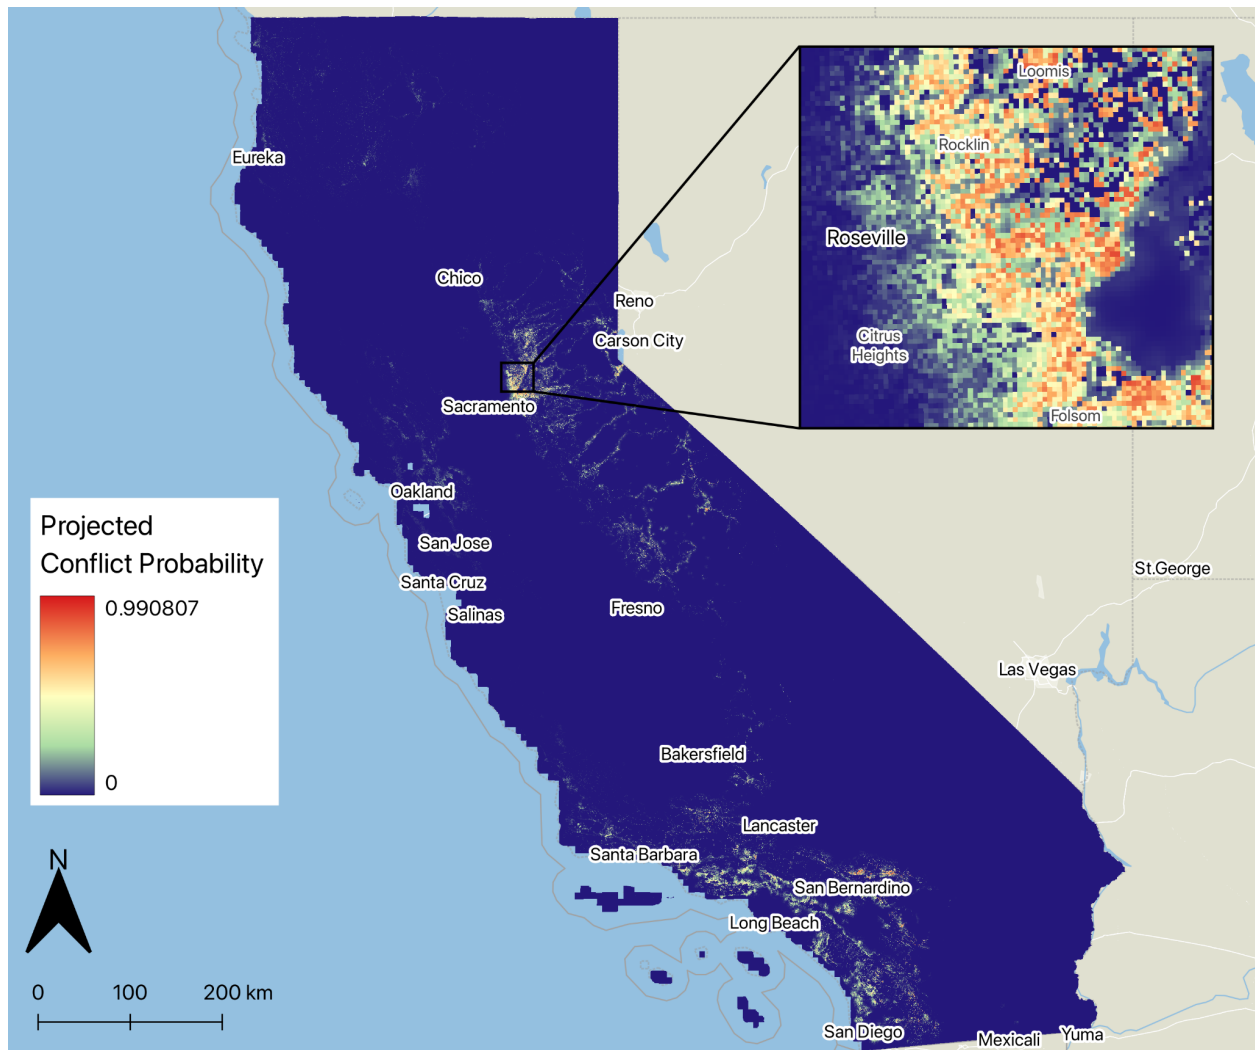 Loomis
Rocklin
Roseville
Citrus
Heights
Folsom
Eureka
Chico
Reno
Carson City
Sacramento
Oakland
San Jose
Santa Cruz
Salinas
Fresno
St.George
Las Vegas
Bakersfield
Lancaster
Santa Barbara
San Bernardino
Long Beach
San Diego
Mexicali
Yuma
Projected
Conflict Probability
0.990807
0
N
0 100 200 km